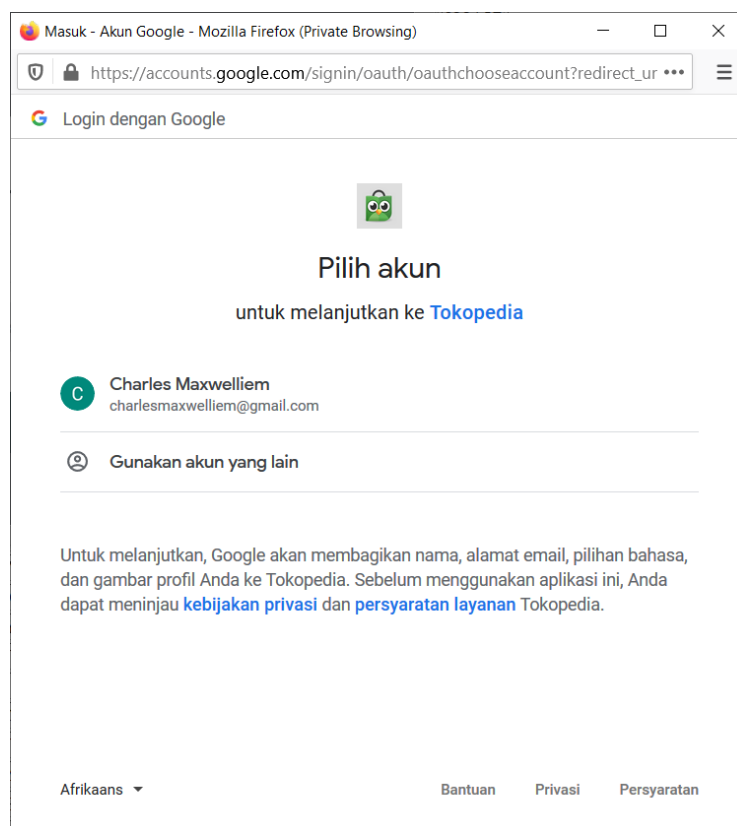 Masuk - Akun Google - Mozilla Firefox (Private Browsing)
https://accounts.google.com/signin/oauth/oauthchooseaccount?redirect_ur
Login dengan Google
Pilih akun
untuk melanjutkan ke Tokopedia
C
Charles Maxwelliem
charlesmaxwelliem@gmail.com
Gunakan akun yang lain
Untuk melanjutkan, Google akan membagikan nama, alamat email, pilihan bahasa,
dan gambar profil Anda ke Tokopedia. Sebelum menggunakan aplikasi ini, Anda
dapat meninjau kebijakan privasi dan persyaratan layanan Tokopedia.
Afrikaans Bantuan Privasi Persyaratan